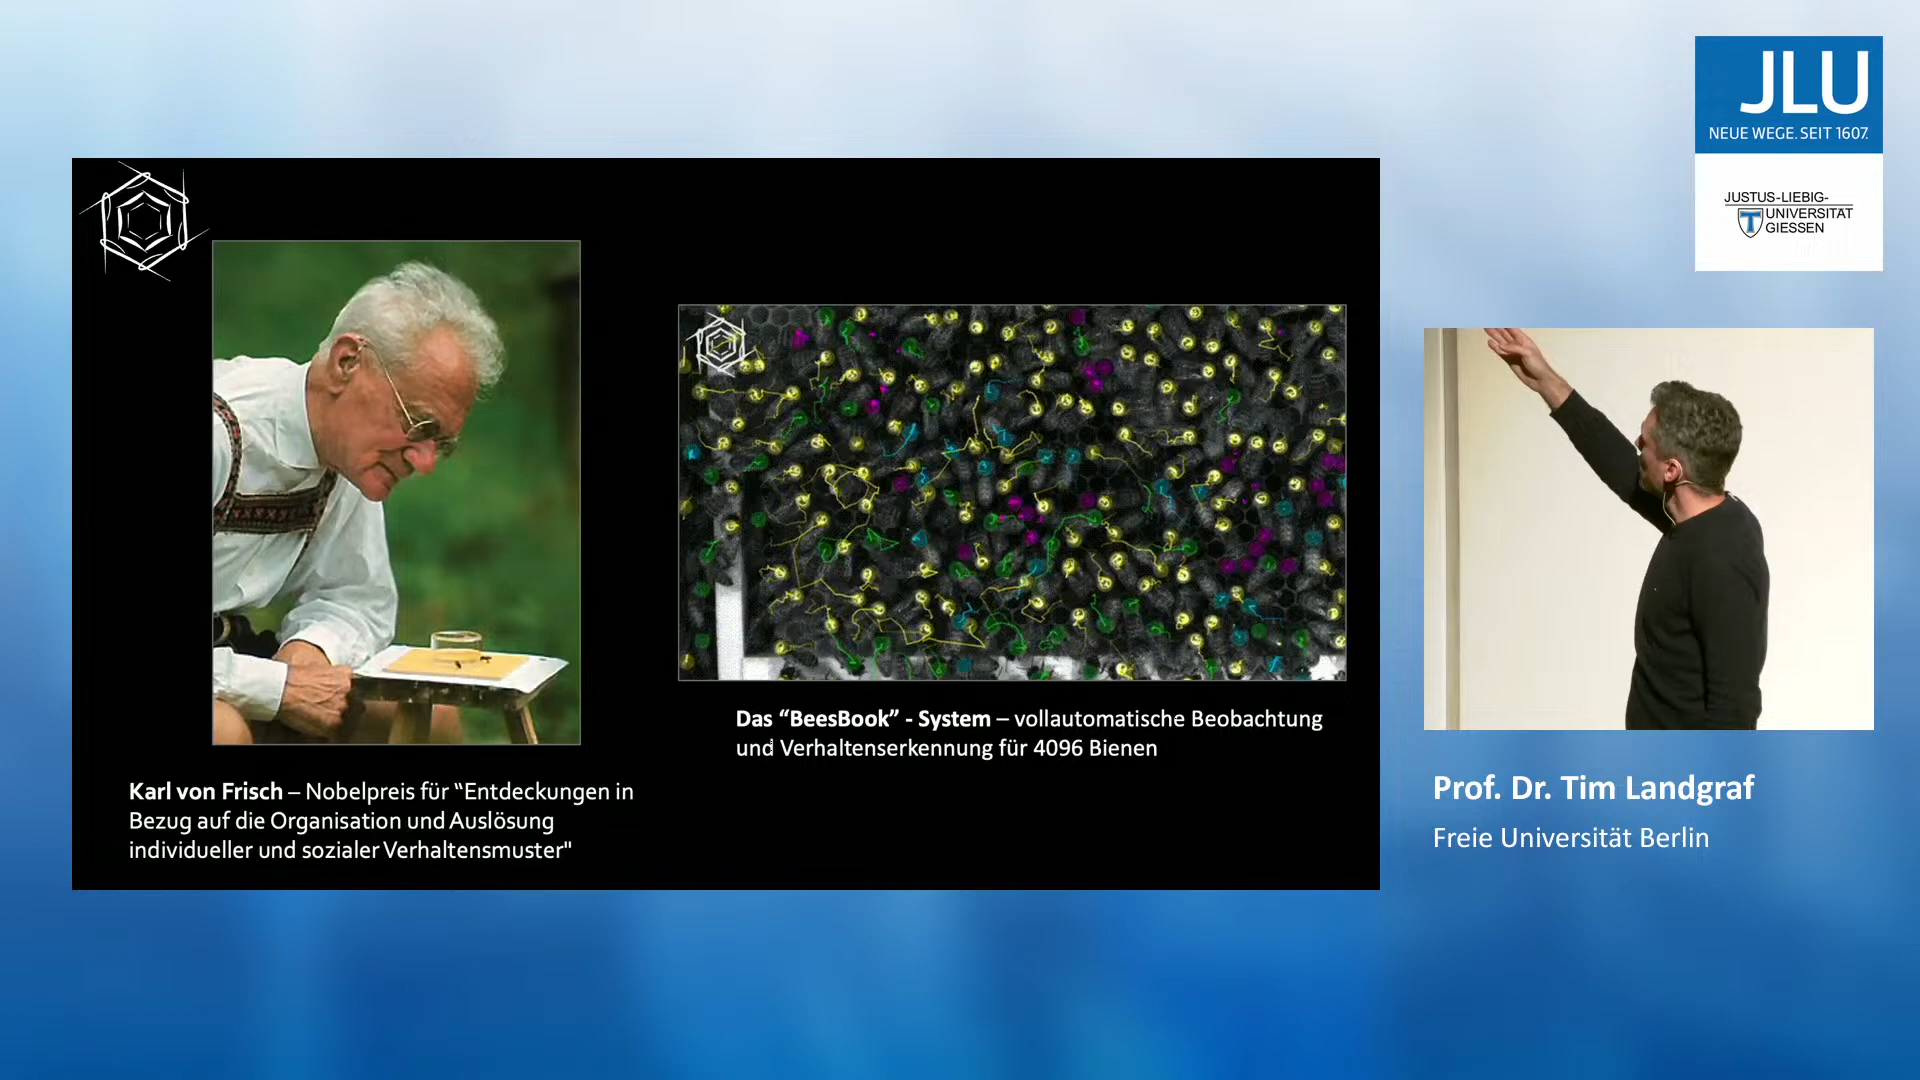 JLU
NEUE WEGE. SEIT 1607.
JUSTUS-LIEBIG-
UNIVERSITÄT
GIESSEN
Das “BeesBook” - System – vollautomatische Beobachtung
und Verhaltenserkennung für 4096 Bienen
Karl von Frisch – Nobelpreis für “Entdeckungen in
Bezug auf die Organisation und Auslösung
individueller und sozialer Verhaltensmuster"
Prof. Dr. Tim Landgraf
Freie Universität Berlin